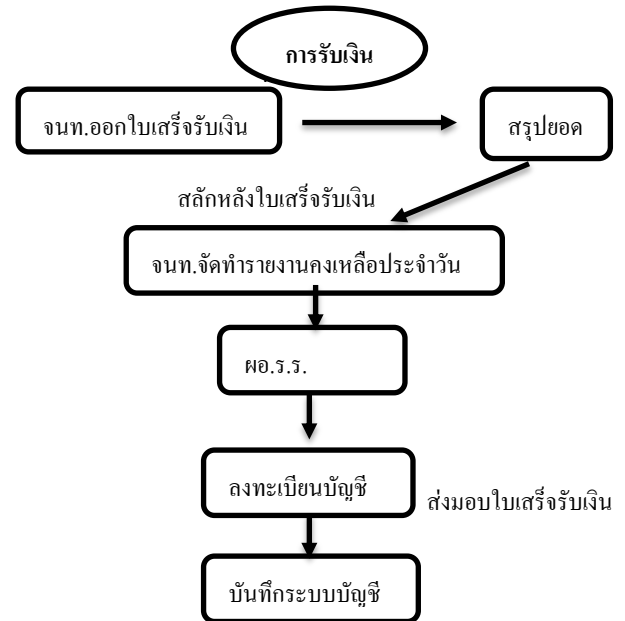 การรับเงิน
จนท.ออกใบเสร็จรับเงิน
สรุปยอด
สลักหลังใบเสร็จรับเงิน
จนท.จัดทำรายงานคงเหลือประจำวัน
ผอ.ร.ร.
ลงทะเบียนบัญชี
ส่งมอบใบเสร็จรับเงิน
บันทึกระบบบัญชี